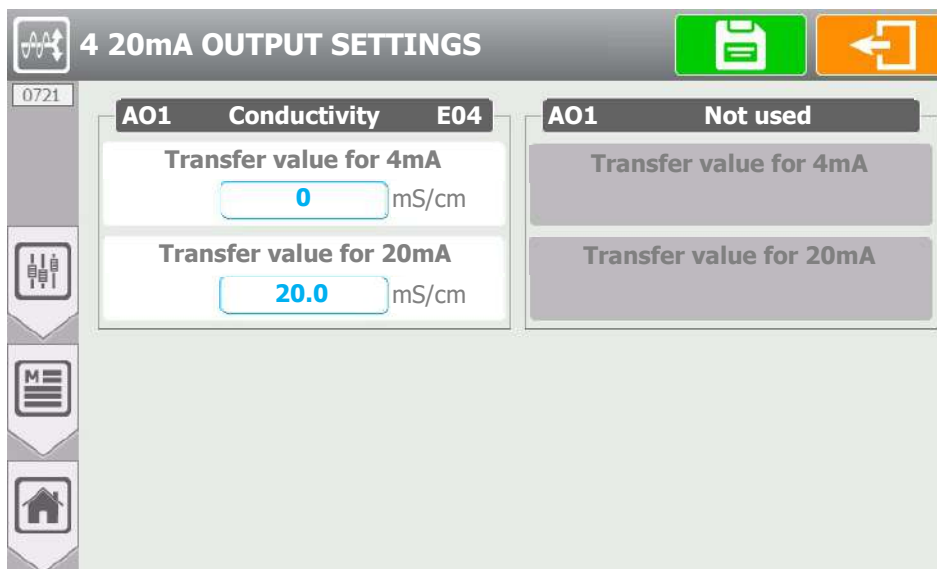 4 20mA OUTPUT SETTINGS
0721
AO1 Conductivity E04
Transfer value for 4mA
0 mS/cm
Transfer value for 20mA
20.0 mS/cm
AO1 Not used
Transfer value for 4mA
Transfer value for 20mA
M